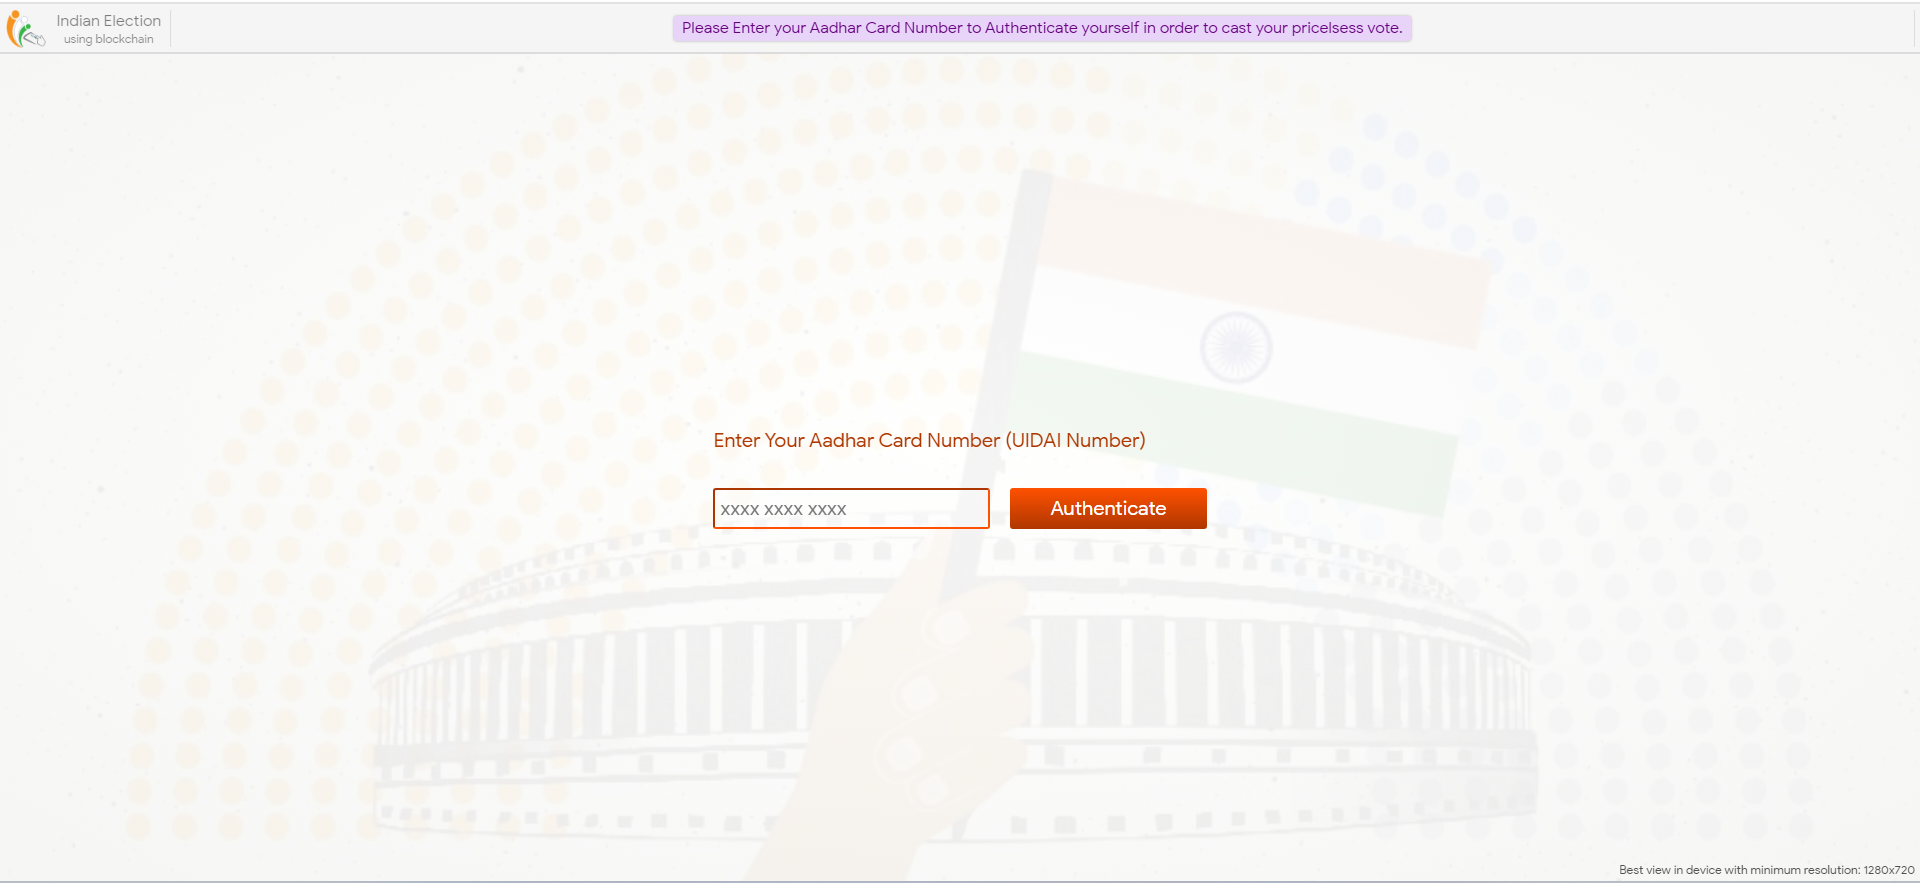 Indian Election
using blockchain
Please Enter your Aadhar Card Number to Authenticate yourself in order to cast your pricelsess vote.
Enter Your Aadhar Card Number (UIDAI Number)
xxxx xxxx xxxx
Authenticate
Best view in device with minimum resolution: 1280x720